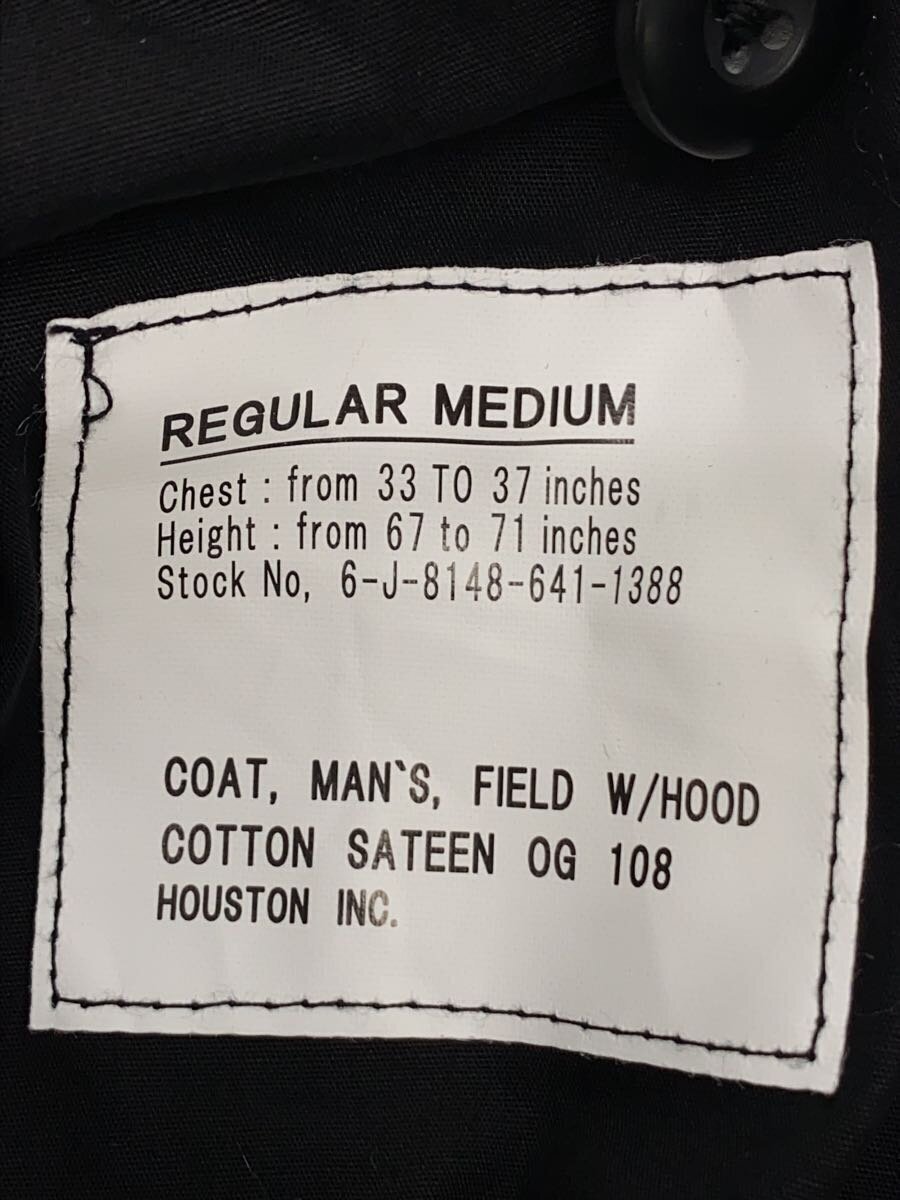 REGULAR MEDIUM
Chest : from 33 TO 37 inches
Height : from 67 to 71 inches
Stock No, 6-J-8148-641-1388
COAT, MAN`S, FIELD W/HOOD
COTTON SATEEN OG 108
HOUSTON INC.